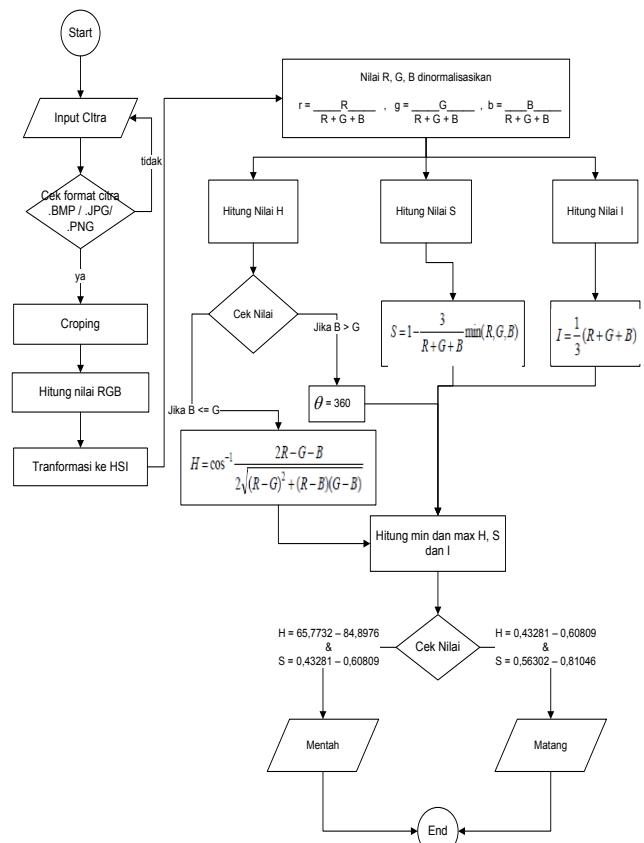 Start
Input CItra
tidak
Cek format citra
.BMP / .JPG/
.PNG
ya
Croping
Hitung nilai RGB
Tranformasi ke HSI
Nilai R, G, B dinormalisasikan
r = ____R_____ , g = ____G_____ , b = ___B____
R + G + B R + G + B R + G + B
Hitung Nilai H
Hitung Nilai S
Hitung Nilai I
Cek Nilai
Jika B > G
Jika B <= G
θ = 360
S = 1 - 3 / (R + G + B) min(R, G, B)
I = 1/3 (R + G + B)
H = cos⁻¹ (2R - G - B) / (2√((R - G)² + (R - B)(G - B)))
Hitung min dan max H, S
dan I
Cek Nilai
H = 65,7732 – 84,8976
&
S = 0,43281 – 0,60809
H = 0,43281 – 0,60809
&
S = 0,56302 – 0,81046
Mentah
Matang
End